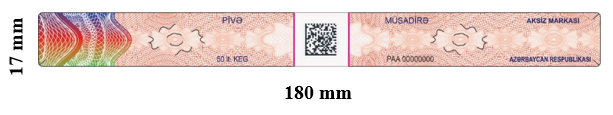 17 mm
PİVƏ
50 lt. KEG
MÜSADİRƏ
PAA 00000000
AKSİZ MARKASI
AZƏRBAYCAN RESPUBLİKASI
180 mm